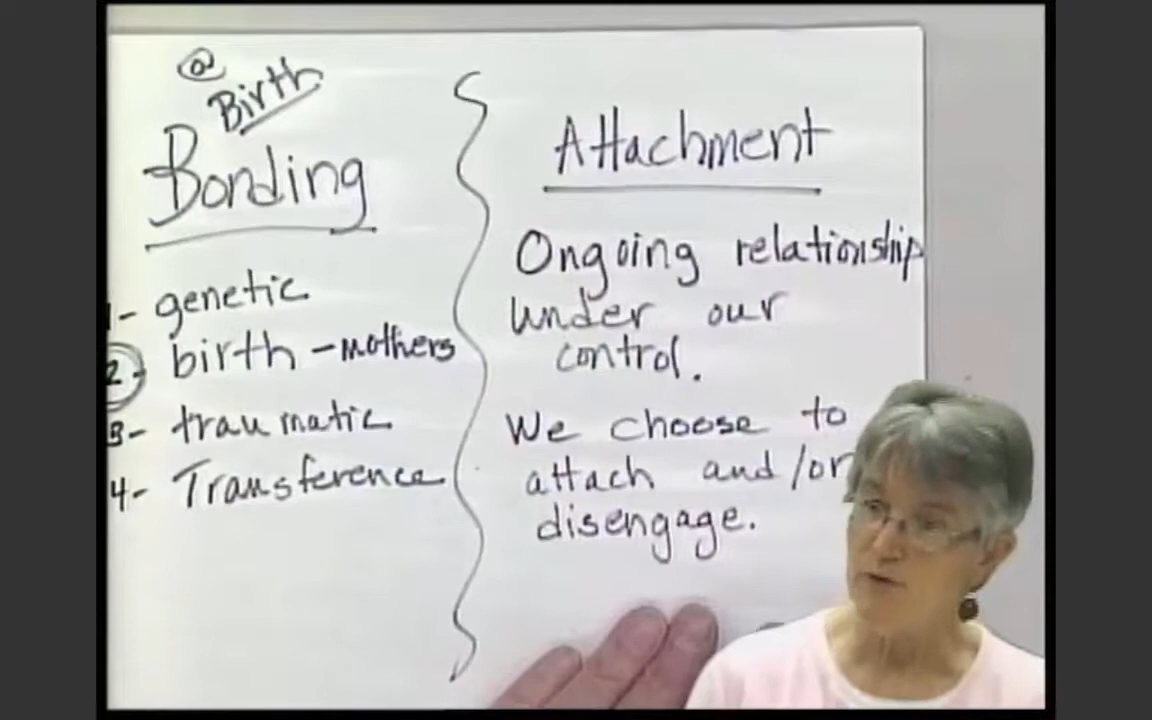 @
Birth
Bonding
1- genetic
2- birth - mothers
3- traumatic
4- Transference
Attachment
Ongoing relationship
under our
control.
We choose to
attach and/or
disengage.